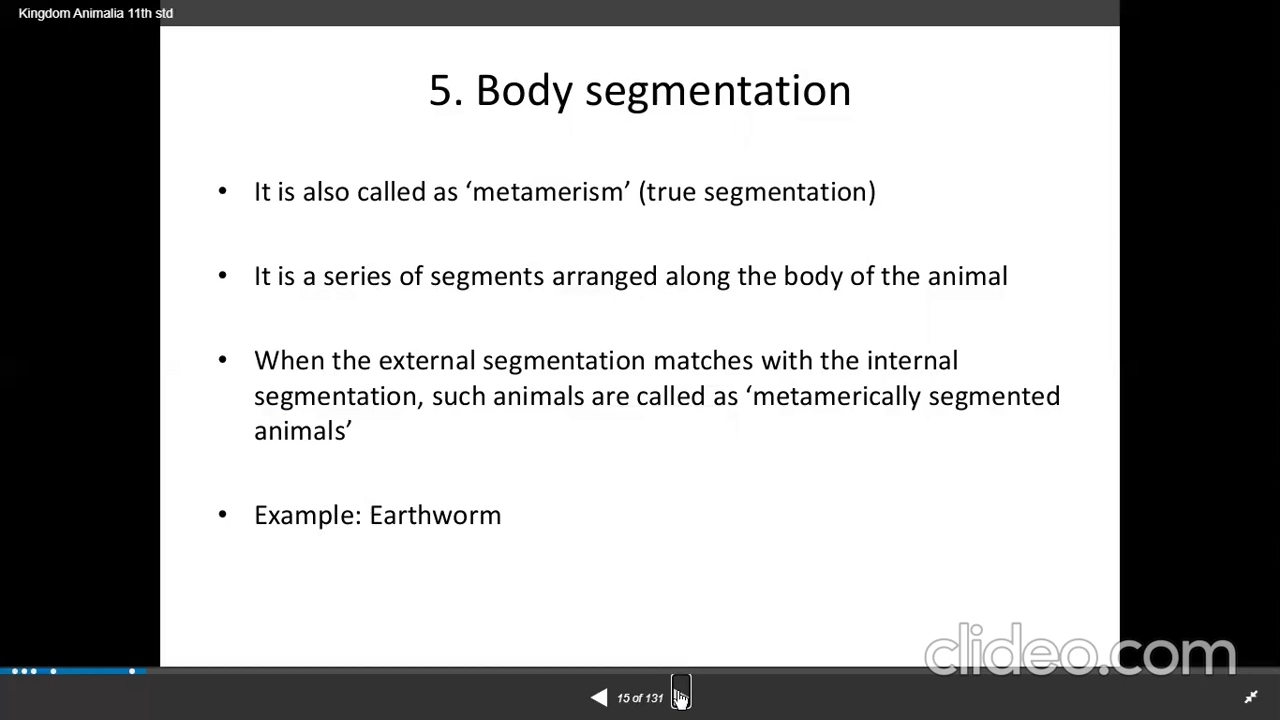 Kingdom Animalia 11th std
5. Body segmentation
• It is also called as ‘metamerism’ (true segmentation)
• It is a series of segments arranged along the body of the animal
• When the external segmentation matches with the internal
segmentation, such animals are called as ‘metamerically segmented
animals’
• Example: Earthworm
clideo.com
15 of 131